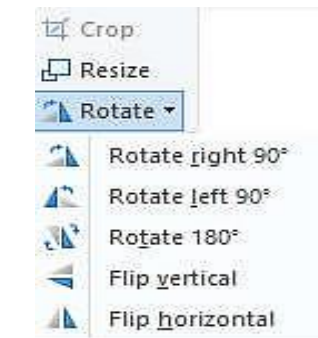 Crop
Resize
Rotate
Rotate right 90°
Rotate left 90°
Rotate 180°
Flip vertical
Flip horizontal